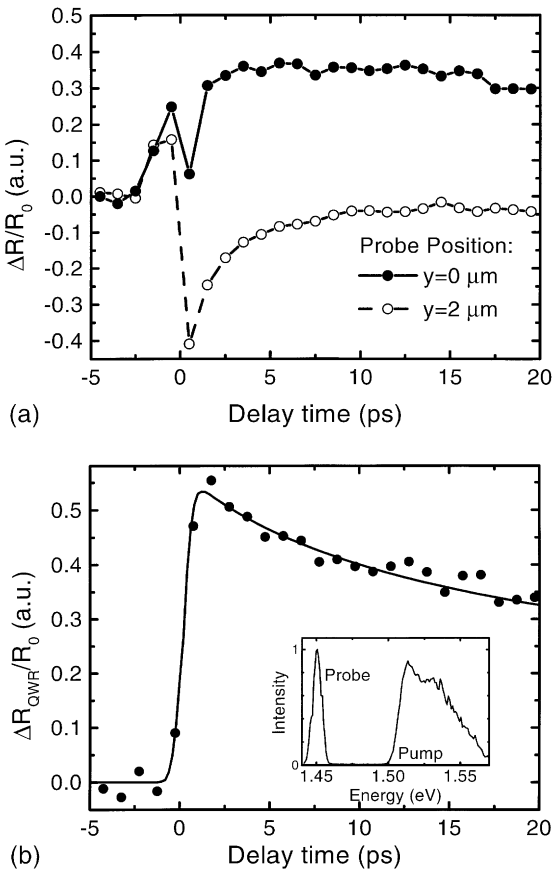 0.5
0.4
0.3
0.2
0.1
0.0
-0.1
-0.2
-0.3
-0.4
ΔR/R0 (a.u.)
Probe Position:
y=0 μm
y=2 μm
-5 0 5 10 15 20
(a) Delay time (ps)
0.5
0.4
0.3
0.2
0.1
0.0
ΔRQWR/R0 (a.u.)
1
0
Intensity
Probe
Pump
1.45 1.50 1.55
Energy (eV)
-5 0 5 10 15 20
(b) Delay time (ps)